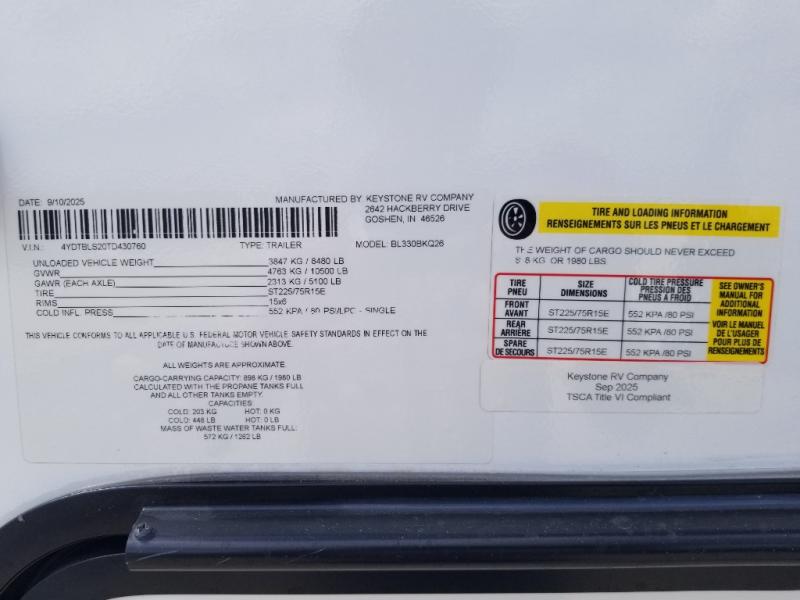 DATE: 9/10/2025
MANUFACTURED BY KEYSTONE RV COMPANY
2642 HACKBERRY DRIVE
GOSHEN, IN 46526
V.I.N.: 4YDTBLS20TD430760 TYPE: TRAILER MODEL: BL330BKQ26
UNLOADED VEHICLE WEIGHT 3847 KG / 8480 LB
GVWR 4763 KG / 10500 LB
GAWR (EACH AXLE) 2313 KG / 5100 LB
TIRE ST225/75R15E
RIMS 15x6
COLD INFL. PRESS 552 KPA / 80 PSI/LPC - SINGLE
THIS VEHICLE CONFORMS TO ALL APPLICABLE U.S. FEDERAL MOTOR VEHICLE SAFETY STANDARDS IN EFFECT ON THE
DATE OF MANUFACTURE SHOWN ABOVE.
ALL WEIGHTS ARE APPROXIMATE.
CARGO-CARRYING CAPACITY: 898 KG / 1980 LB
CALCULATED WITH THE PROPANE TANKS FULL
AND ALL OTHER TANKS EMPTY.
CAPACITIES:
COLD: 203 KG HOT: 0 KG
COLD: 448 LB HOT: 0 LB
MASS OF WASTE WATER TANKS FULL:
572 KG / 1262 LB
TIRE AND LOADING INFORMATION
RENSEIGNEMENTS SUR LES PNEUS ET LE CHARGEMENT
THE WEIGHT OF CARGO SHOULD NEVER EXCEED
KG OR 1980 LBS
TIRE
PNEU
SIZE
DIMENSIONS
COLD TIRE PRESSURE
PRESSION DES
PNEUS A FROID
FRONT
AVANT
ST225/75R15E 552 KPA /80 PSI
REAR
ARRIÈRE
ST225/75R15E 552 KPA /80 PSI
SPARE
DE SECOURS
ST225/75R15E 552 KPA /80 PSI
SEE OWNER'S
MANUAL FOR
ADDITIONAL
INFORMATION
VOIR LE MANUEL
DE L'USAGER
POUR PLUS DE
RENSEIGNEMENTS
Keystone RV Company
Sep 2025
TSCA Title VI Compliant